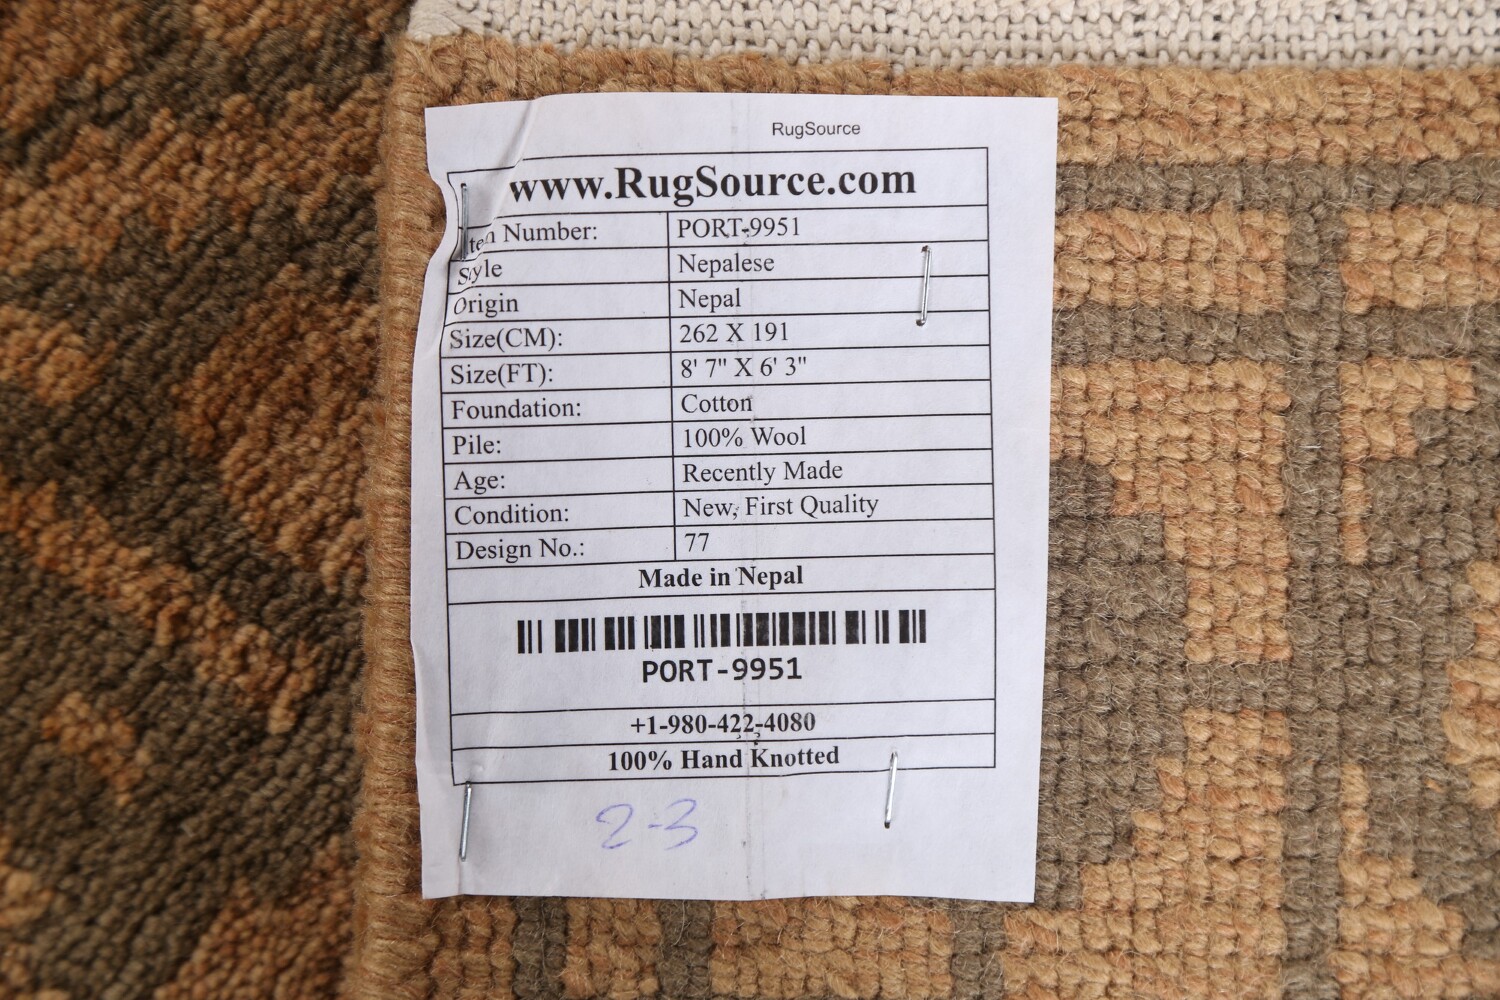 RugSource
www.RugSource.com
Item Number: PORT-9951
Style Nepalese
Origin Nepal
Size(CM): 262 X 191
Size(FT): 8' 7" X 6' 3"
Foundation: Cotton
Pile: 100% Wool
Age: Recently Made
Condition: New, First Quality
Design No.: 77
Made in Nepal
PORT-9951
+1-980-422-4080
100% Hand Knotted
2-3